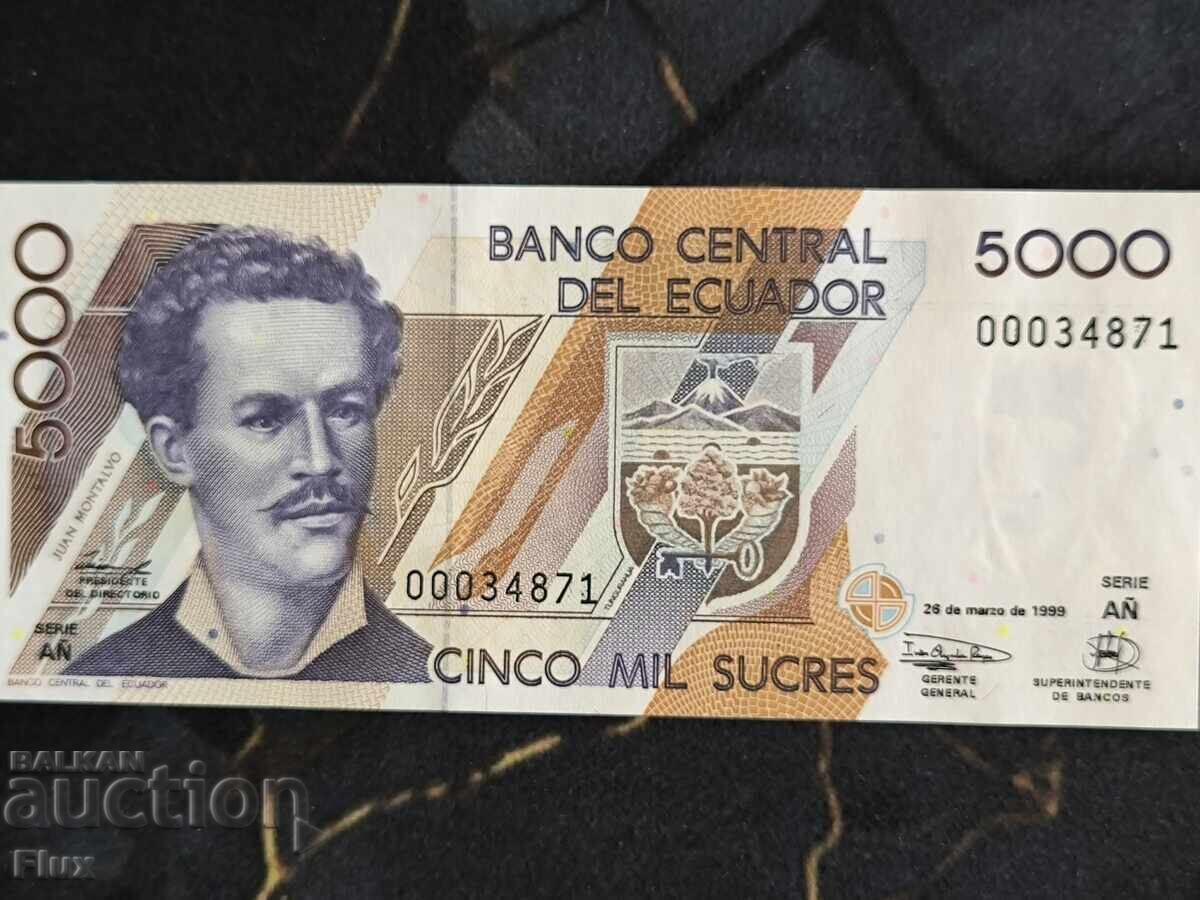 5000
BANCO CENTRAL
DEL ECUADOR
5000
00034871
JUAN MONTALVO
PRESIDENTE
DEL DIRECTORIO
SERIE
AÑ
00034871
TUNGURAHUA
26 de marzo de 1999
SERIE
AÑ
CINCO MIL SUCRES
GERENTE
GENERAL
SUPERINTENDENTE
DE BANCOS
BANCO CENTRAL DEL ECUADOR
BALKAN
auction
Flux